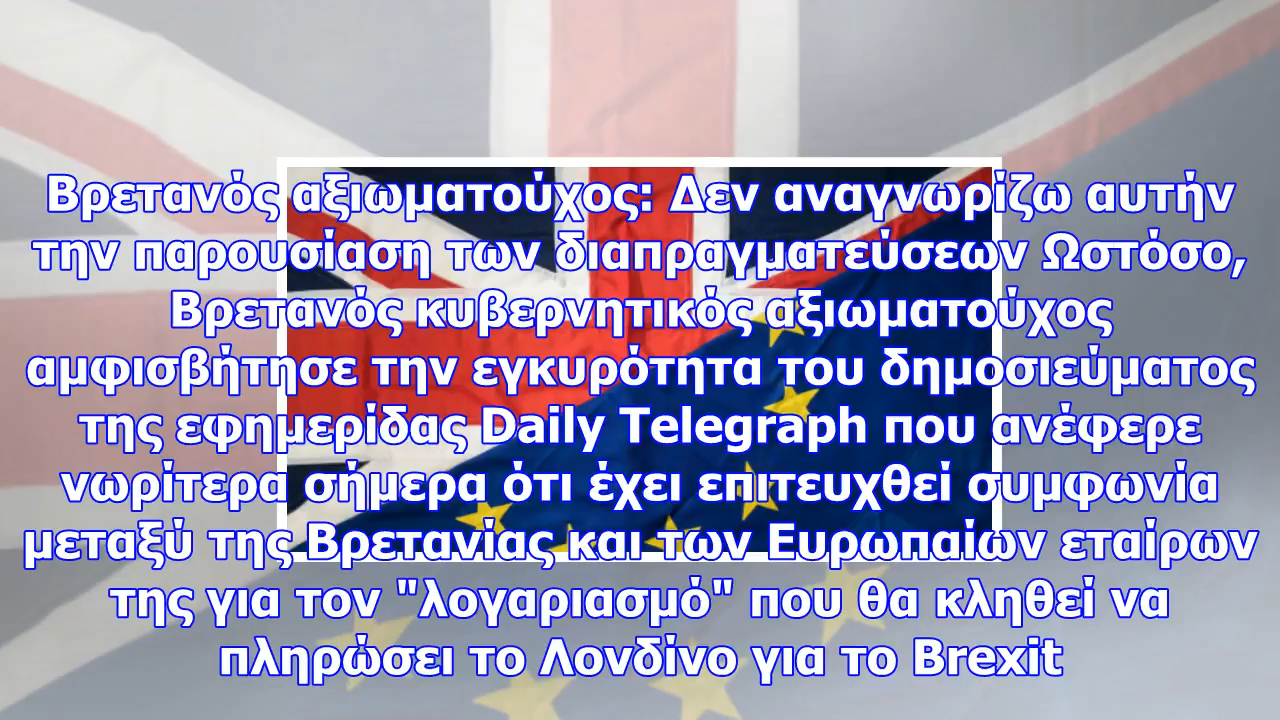 Βρετανός αξιωματούχος: Δεν αναγνωρίζω αυτήν
την παρουσίαση των διαπραγματεύσεων Ωστόσο,
Βρετανός κυβερνητικός αξιωματούχος
αμφισβήτησε την εγκυρότητα του δημοσιεύματος
της εφημερίδας Daily Telegraph που ανέφερε
νωρίτερα σήμερα ότι έχει επιτευχθεί συμφωνία
μεταξύ της Βρετανίας και των Ευρωπαίων εταίρων
της για τον "λογαριασμό" που θα κληθεί να
πληρώσει το Λονδίνο για το Brexit